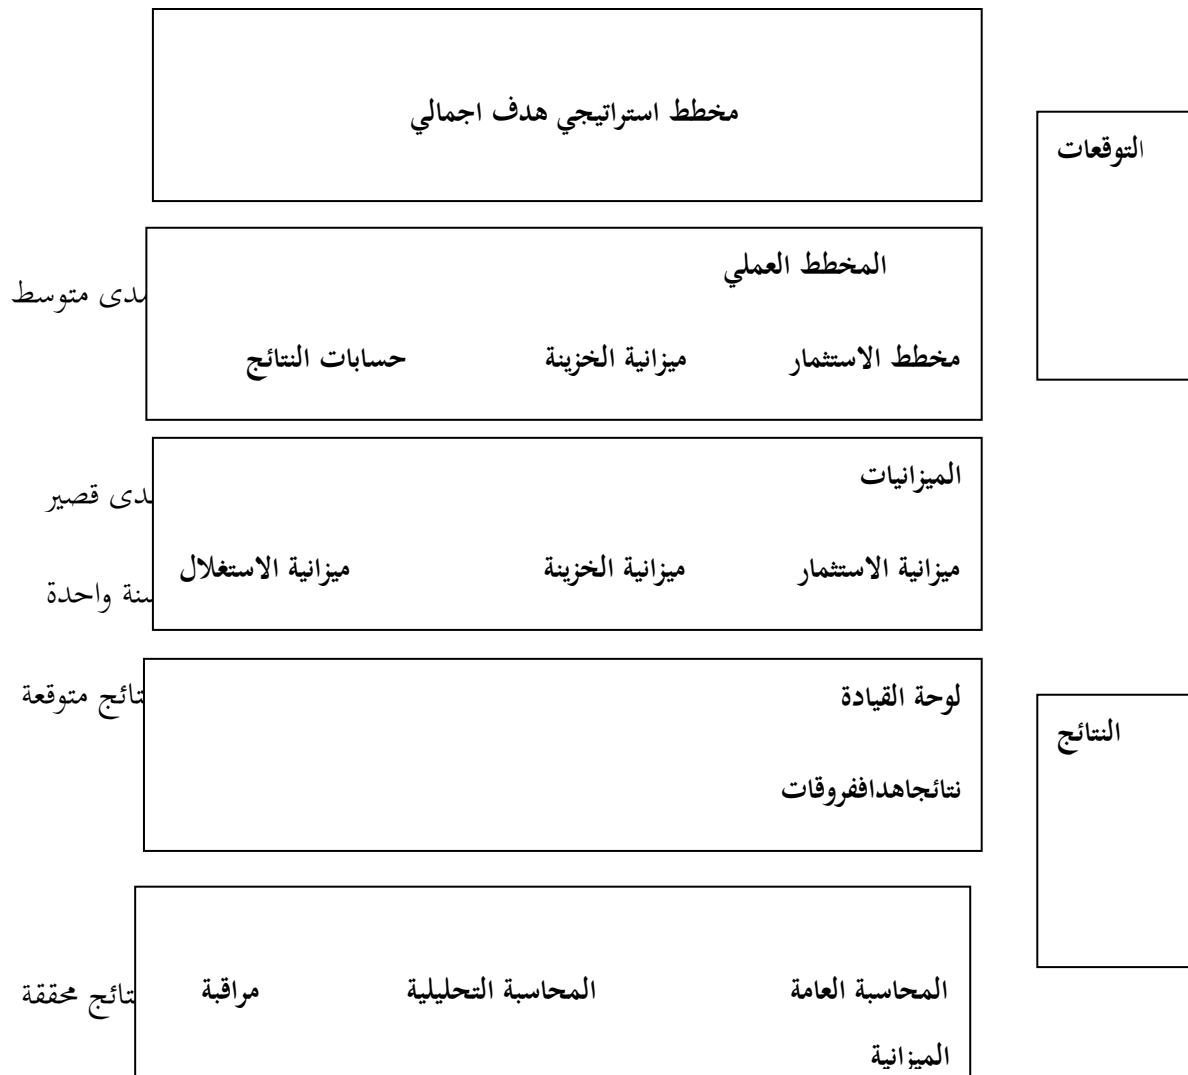 مخطط استراتيجي هدف اجمالي
التوقعات
المخطط العملي
مدى متوسط
مخطط الاستثمار ميزانية الخزينة حسابات النتائج
الميزانيات
مدى قصير
ميزانية الاستثمار ميزانية الخزينة ميزانية الاستغلال
سنة واحدة
لوحة القيادة
نتائج متوقعة
النتائج
نتائجاهداففروقات
المحاسبة العامة المحاسبة التحليلية مراقبة
نتائج محققة
الميزانية